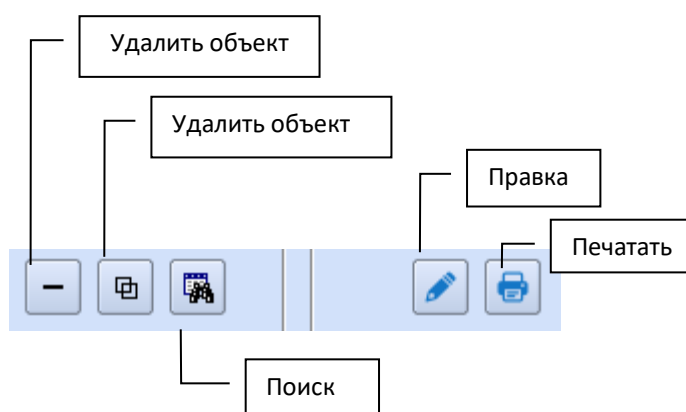 Удалить объект
Удалить объект
Правка
Печатать
Поиск